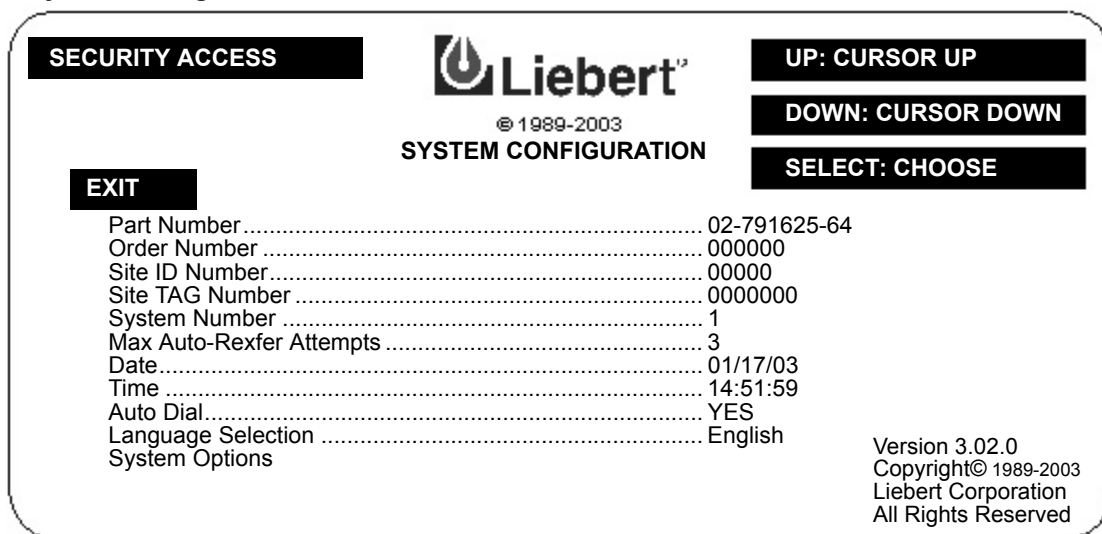 SECURITY ACCESS
Liebert
© 1989-2003
SYSTEM CONFIGURATION
UP: CURSOR UP
DOWN: CURSOR DOWN
SELECT: CHOOSE
EXIT
Part Number 02-791625-64
Order Number 000000
Site ID Number 00000
Site TAG Number 0000000
System Number 1
Max Auto-Rexfer Attempts 3
Date 01/17/03
Time 14:51:59
Auto Dial YES
Language Selection English
System Options
Version 3.02.0
Copyright© 1989-2003
Liebert Corporation
All Rights Reserved